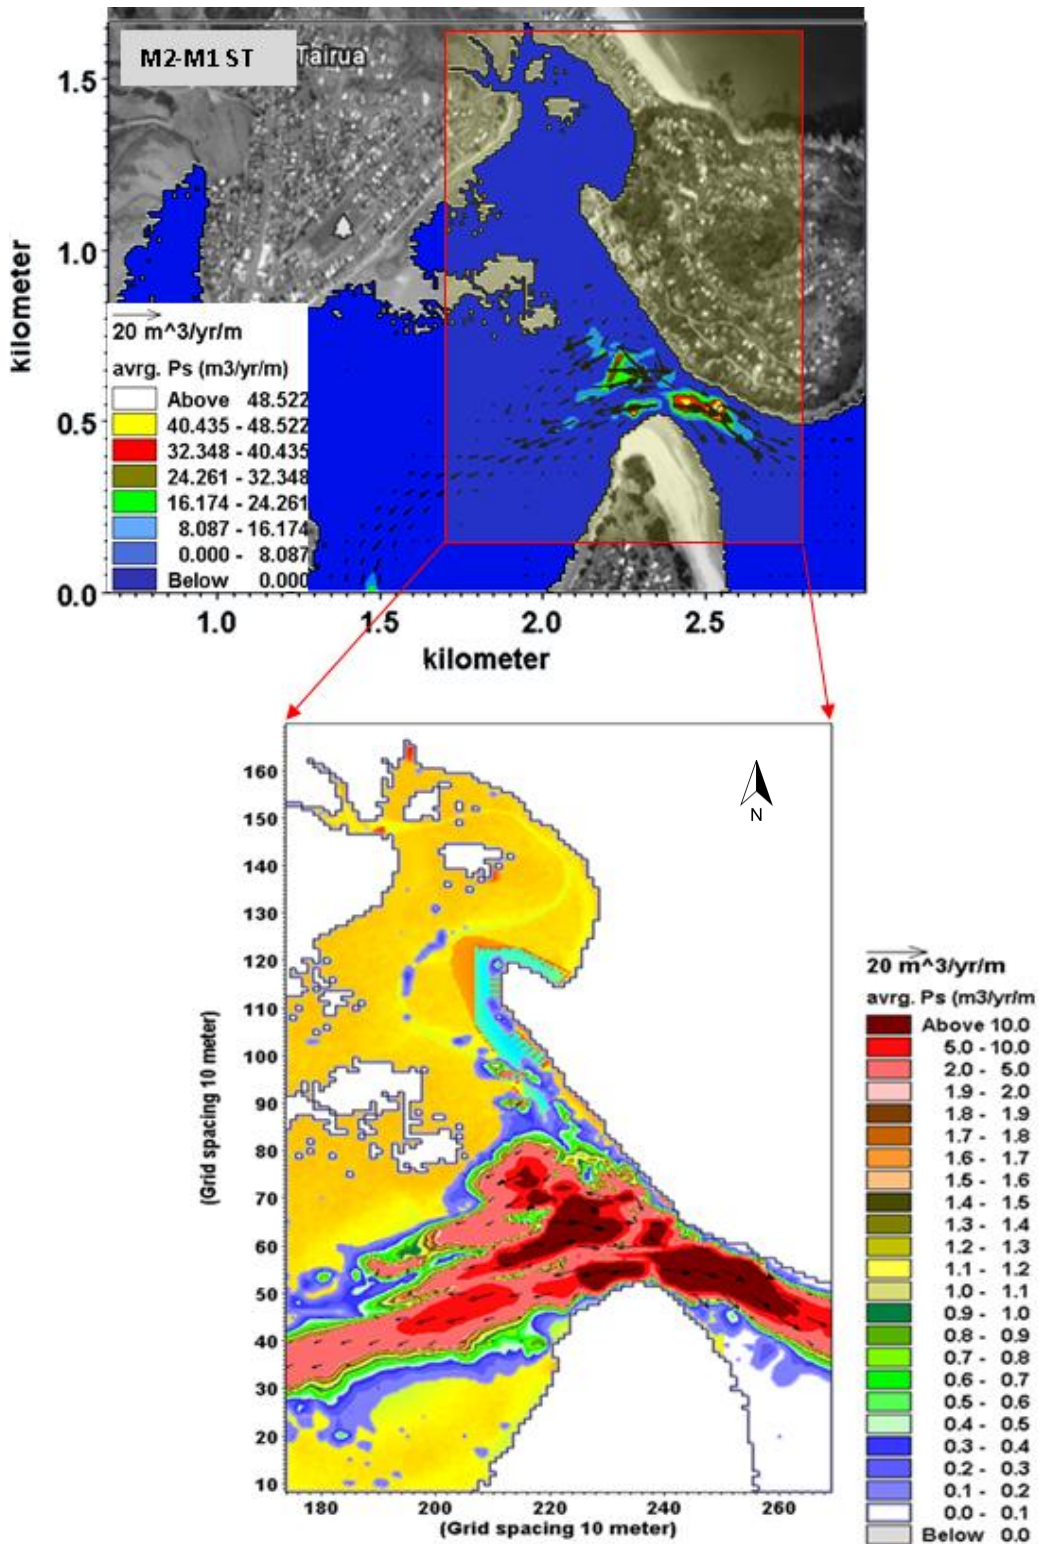 M2-M1 ST
Tairua
1.5
1.0
0.5
0.0
kilometer
20 m^3/yr/m
avrg. Ps (m3/yr/m)
Above 48.522
40.435 - 48.522
32.348 - 40.435
24.261 - 32.348
16.174 - 24.261
8.087 - 16.174
0.000 - 8.087
Below 0.000
1.0 1.5 2.0 2.5
kilometer
N
160
150
140
130
120
110
100
90
80
70
60
50
40
30
20
10
(Grid spacing 10 meter)
180 200 220 240 260
(Grid spacing 10 meter)
20 m^3/yr/m
avrg. Ps (m3/yr/m
Above 10.0
5.0 - 10.0
2.0 - 5.0
1.9 - 2.0
1.8 - 1.9
1.7 - 1.8
1.6 - 1.7
1.5 - 1.6
1.4 - 1.5
1.3 - 1.4
1.2 - 1.3
1.1 - 1.2
1.0 - 1.1
0.9 - 1.0
0.8 - 0.9
0.7 - 0.8
0.6 - 0.7
0.5 - 0.6
0.4 - 0.5
0.3 - 0.4
0.2 - 0.3
0.1 - 0.2
0.0 - 0.1
Below 0.0